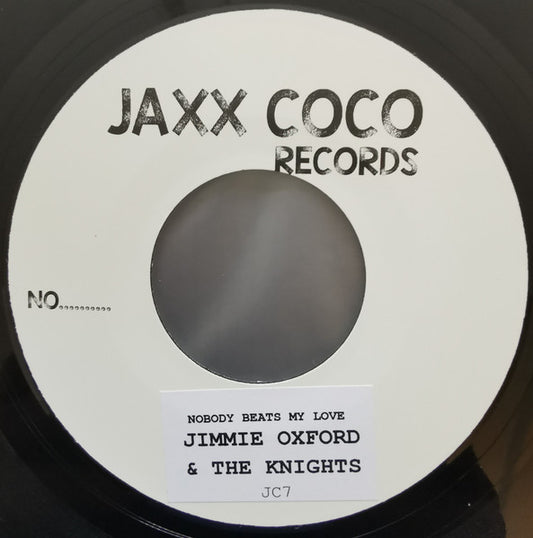 JAXX COCO
RECORDS
NO..........
NOBODY BEATS MY LOVE
JIMMIE OXFORD
& THE KNIGHTS
JC7